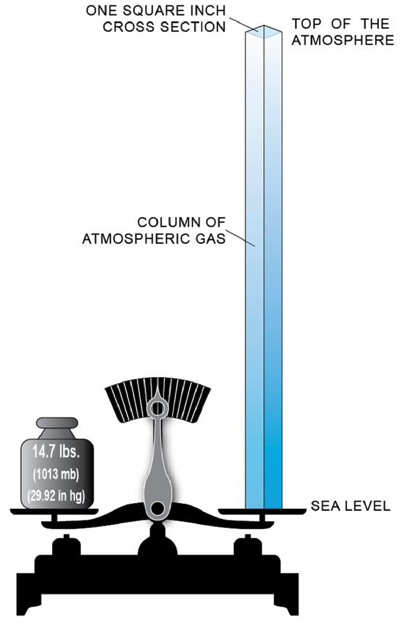 ONE SQUARE INCH
CROSS SECTION
TOP OF THE
ATMOSPHERE
COLUMN OF
ATMOSPHERIC GAS
14.7 lbs.
(1013 mb)
(29.92 in hg)
SEA LEVEL